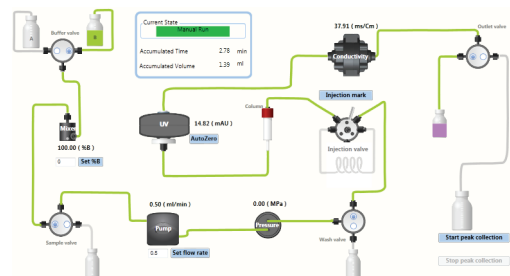 Current State
Manual Run
Accumulated Time 2.78 min
Accumulated Volume 1.39 ml
37.91 ( ms/Cm )
Outlet valve
Buffer valve
A
B
Conductivity
Injection mark
Column
UV
14.82 (mAU)
AutoZero
Mixer
100.00 (%B)
0 Set %B
Injection valve
0.50 ( ml/min)
0.00 (MPa)
Pump
Pressure
Sample valve
Wash valve
0.8 Set flow rate
Start peak collection
Stop peak collection